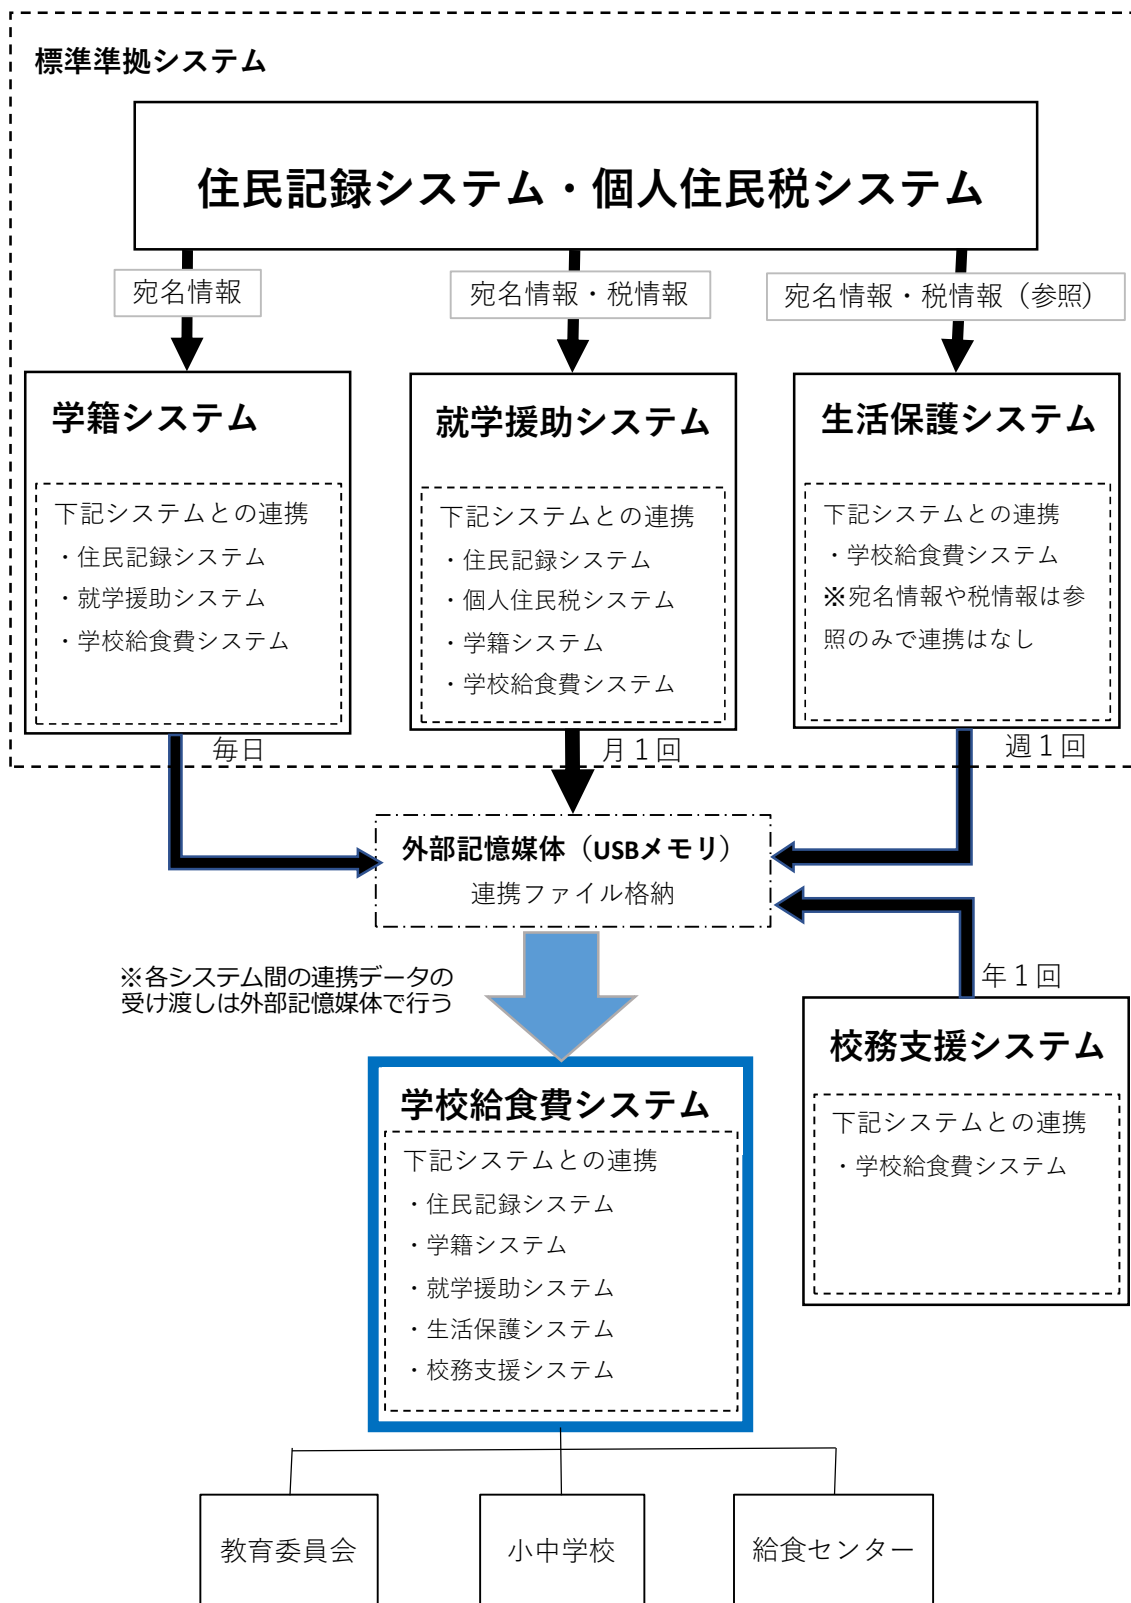 標準準拠システム
住民記録システム・個人住民税システム
宛名情報
宛名情報・税情報
宛名情報・税情報（参照）
学籍システム
下記システムとの連携
・住民記録システム
・就学援助システム
・学校給食費システム
毎日
就学援助システム
下記システムとの連携
・住民記録システム
・個人住民税システム
・学籍システム
・学校給食費システム
月１回
生活保護システム
下記システムとの連携
・学校給食費システム
※宛名情報や税情報は参
照のみで連携はなし
週１回
外部記憶媒体（USBメモリ）
連携ファイル格納
※各システム間の連携データの
受け渡しは外部記憶媒体で行う
年１回
校務支援システム
下記システムとの連携
・学校給食費システム
学校給食費システム
下記システムとの連携
・住民記録システム
・学籍システム
・就学援助システム
・生活保護システム
・校務支援システム
教育委員会
小中学校
給食センター